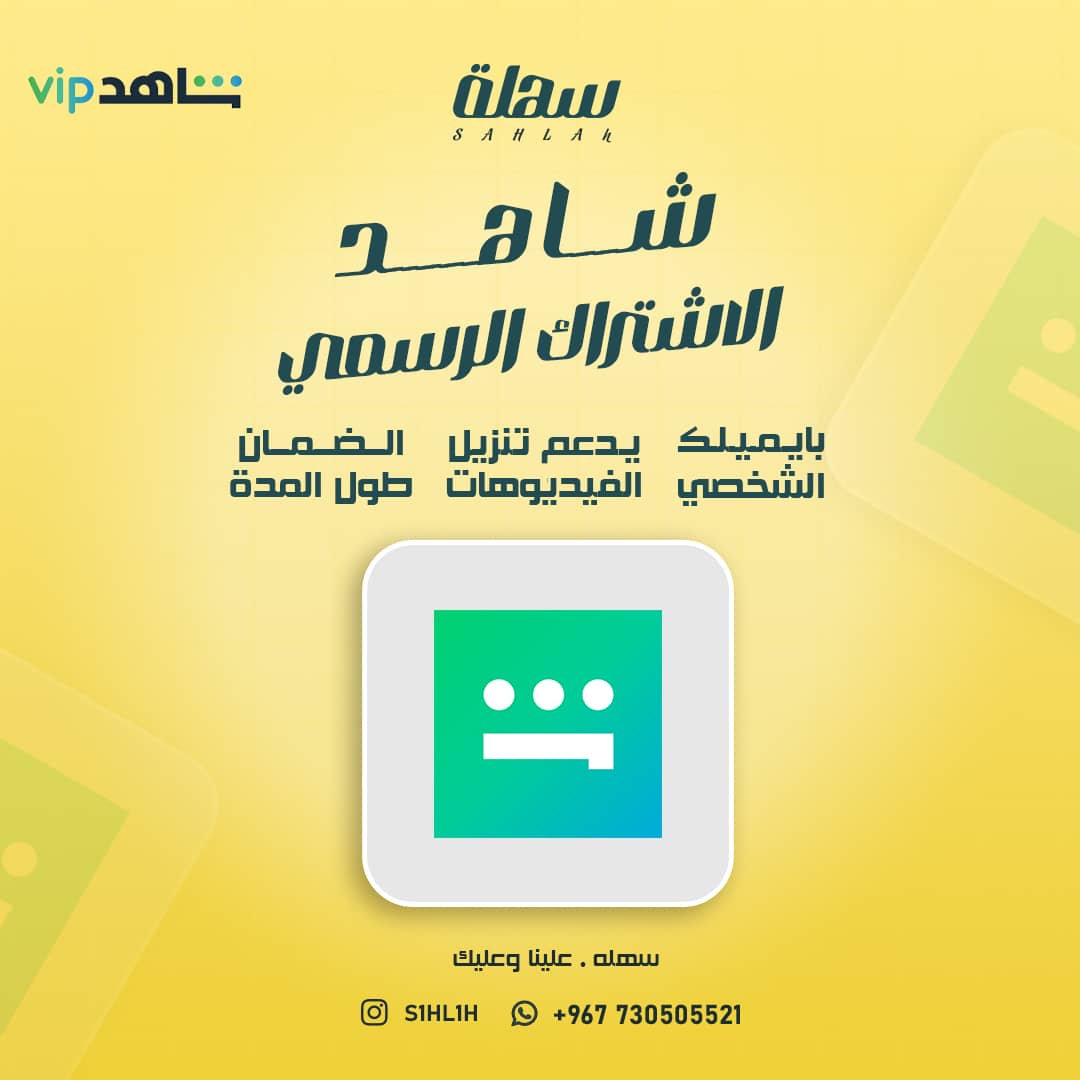 شاهد vip
سهلة
SAHLAh
شاهد
الاشتراك الرسمي
بايميلك الشخصي
يدعم تنزيل الفيديوهات
الضمان طول المدة
سهله . علينا وعليك
S1HL1H +967 730505521